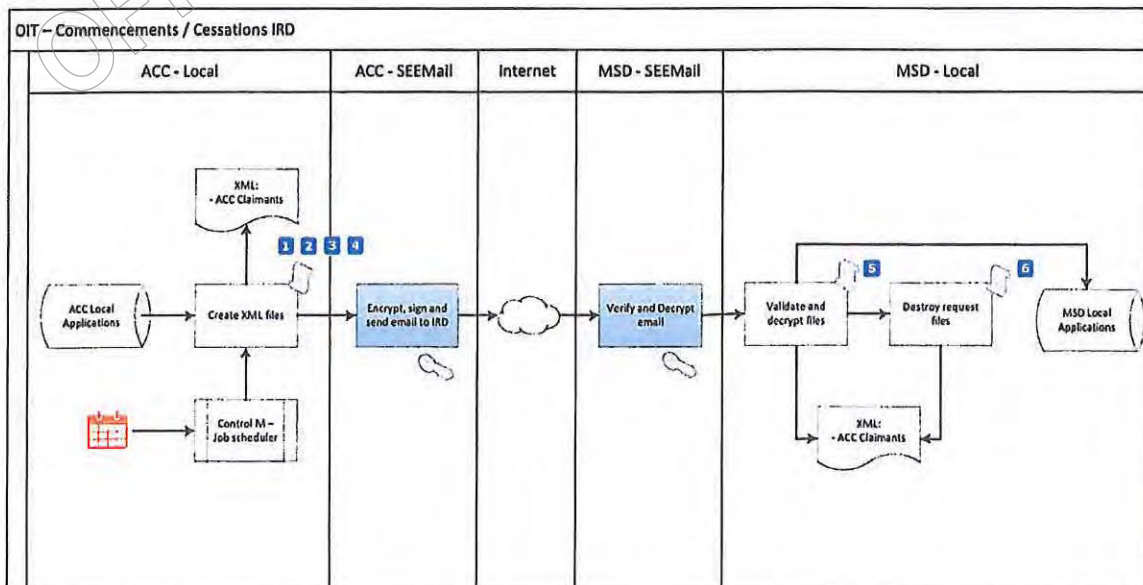 OIT – Commencements / Cessations IRD
ACC - Local
ACC - SEEMail
Internet
MSD - SEEMail
MSD - Local
XML:
- ACC Claimants
1 2 3 4
5
6
ACC Local
Applications
Create XML files
Encrypt, sign and
send email to IRD
Verify and Decrypt
email
Validate and
decrypt files
Destroy request
files
MSD Local
Applications
Control M –
Job scheduler
XML:
- ACC Claimants